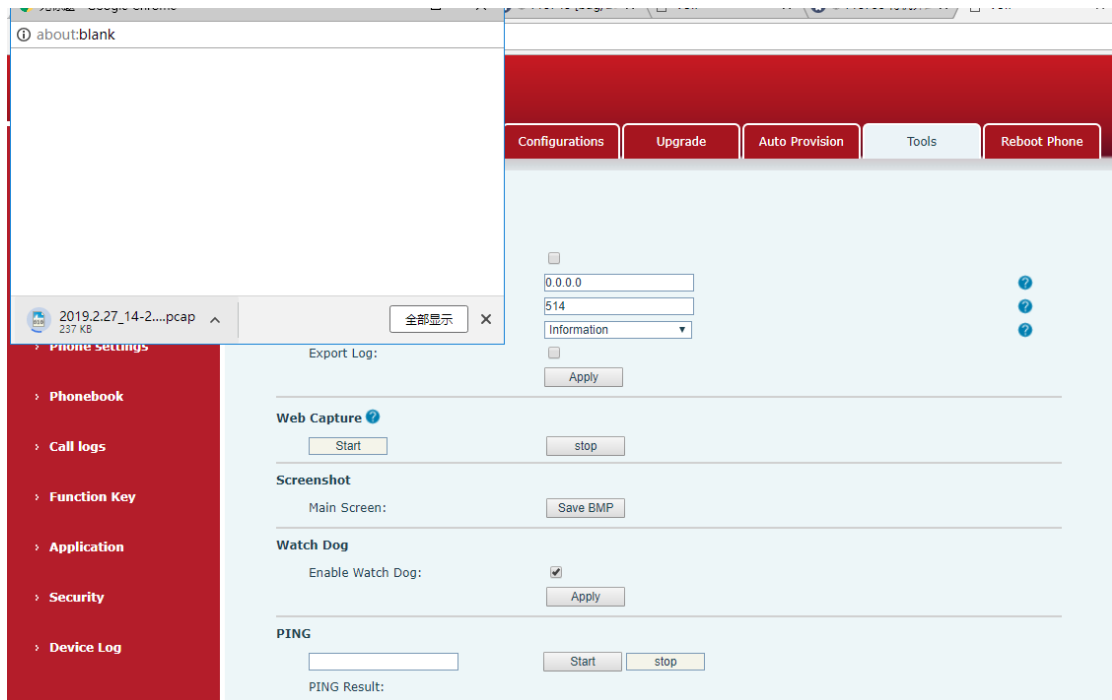 about:blank
Configurations Upgrade Auto Provision Tools Reboot Phone
0.0.0.0
514
2019.2.27_14-2....pcap 全部显示
237 KB
Information
› Phone Settings
Export Log:
Apply
› Phonebook
Web Capture
› Call logs
Start stop
Screenshot
› Function Key
Main Screen: Save BMP
› Application
Watch Dog
Enable Watch Dog:
› Security
Apply
PING
› Device Log
Start stop
PING Result: